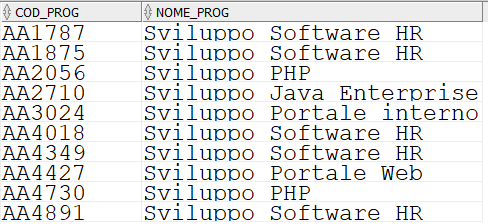 COD_PROG NOME_PROG
AA1787 Sviluppo Software HR
AA1875 Sviluppo Software HR
AA2056 Sviluppo PHP
AA2710 Sviluppo Java Enterprise
AA3024 Sviluppo Portale interno
AA4018 Sviluppo Software HR
AA4349 Sviluppo Software HR
AA4427 Sviluppo Portale Web
AA4730 Sviluppo PHP
AA4891 Sviluppo Software HR